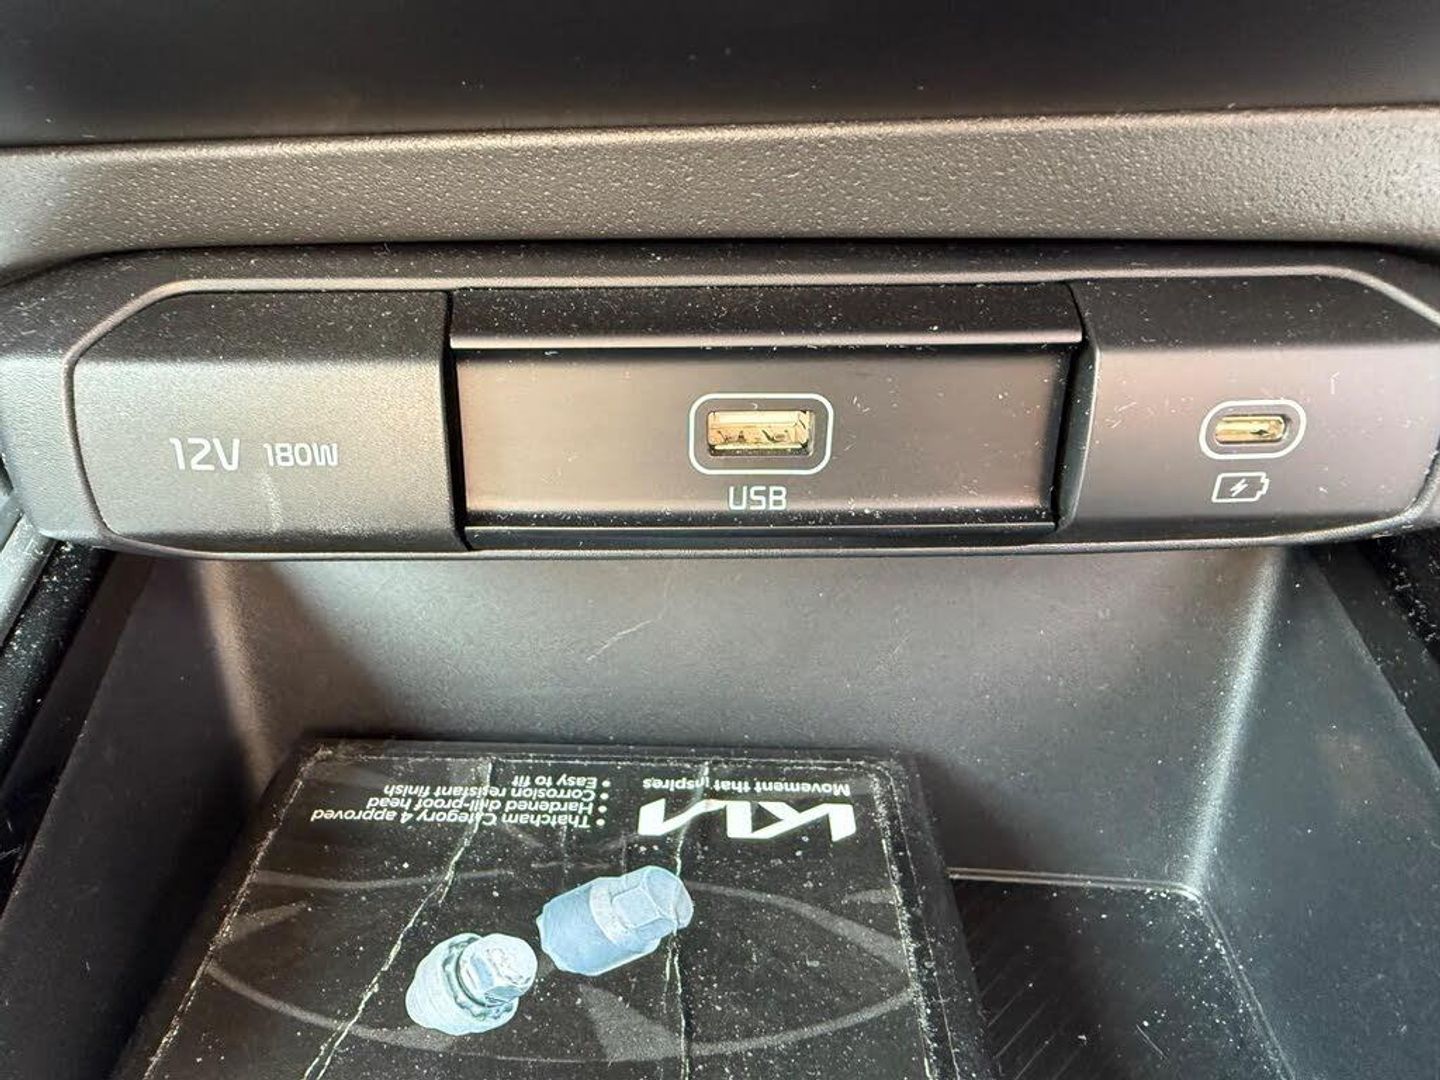 12V 180W
USB
KIA
Movement that inspires
• Thatcham Category 4 approved
• Hardened drill-proof head
• Corrosion resistant finish
• Easy to fit